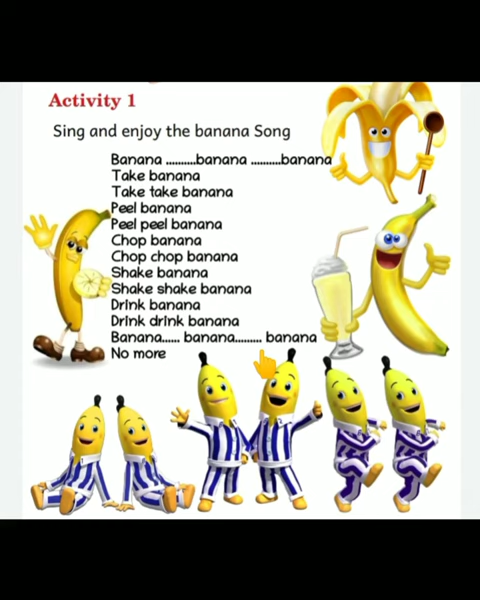 Activity 1
Sing and enjoy the banana Song
Banana ..........banana ..........banana
Take banana
Take take banana
Peel banana
Peel peel banana
Chop banana
Chop chop banana
Shake banana
Shake shake banana
Drink banana
Drink drink banana
Banana...... banana......... banana
No more